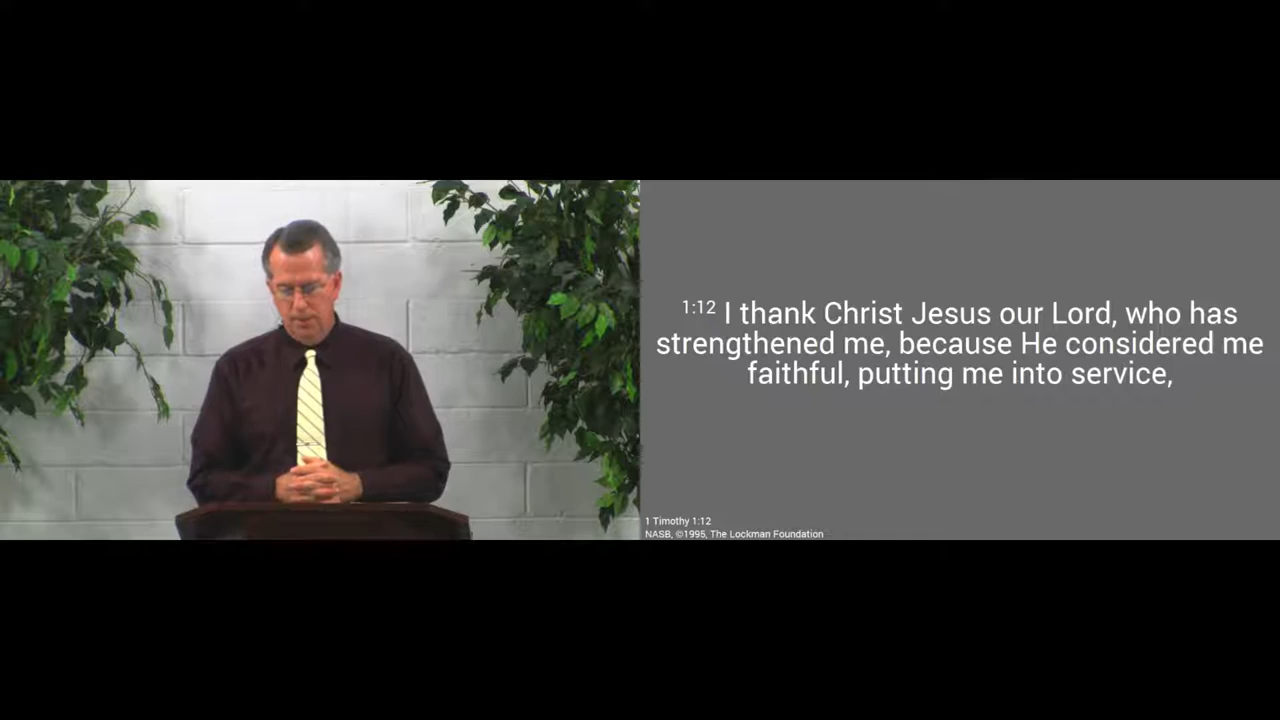 1:12 I thank Christ Jesus our Lord, who has
strengthened me, because He considered me
faithful, putting me into service,
1 Timothy 1:12
NASB, ©1995, The Lockman Foundation